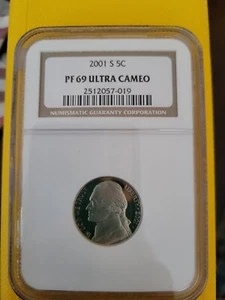 2001 S 5C
PF 69 ULTRA CAMEO
2512057-019
NUMISMATIC GUARANTY CORPORATION